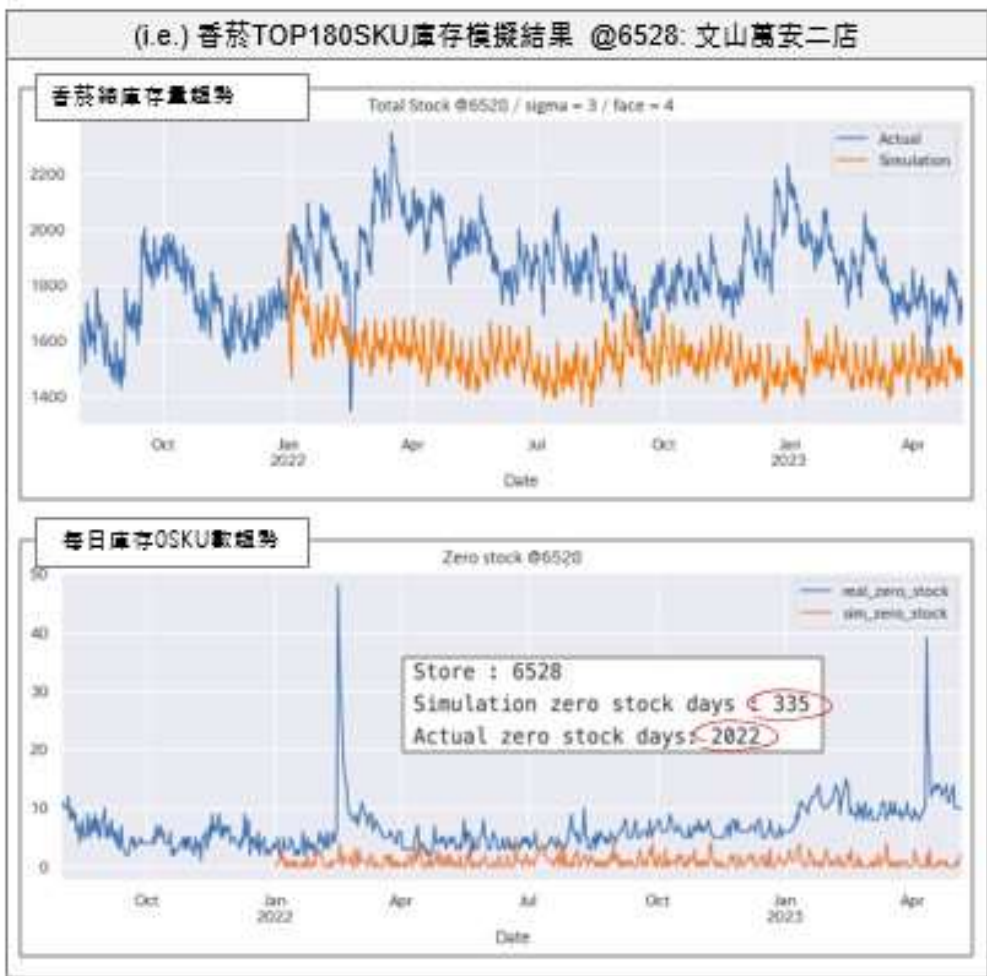 (i.e.) 香菸TOP180SKU庫存模擬結果 @6528: 文山萬安二店
香菸總庫存量趨勢
Total Stock @6528 / sigma = 3 / face = 4
Actual
Simulation
2200
2000
1800
1600
1400
Oct
Jan
2022
Apr
Jul
Oct
Jan
2023
Apr
Date
每日庫存0SKU數趨勢
Zero stock @6528
real_zero_stock
sim_zero_stock
50
40
30
20
10
0
Store : 6528
Simulation zero stock days : 335
Actual zero stock days: 2022
Oct
Jan
2022
Apr
Jul
Oct
Jan
2023
Apr
Date